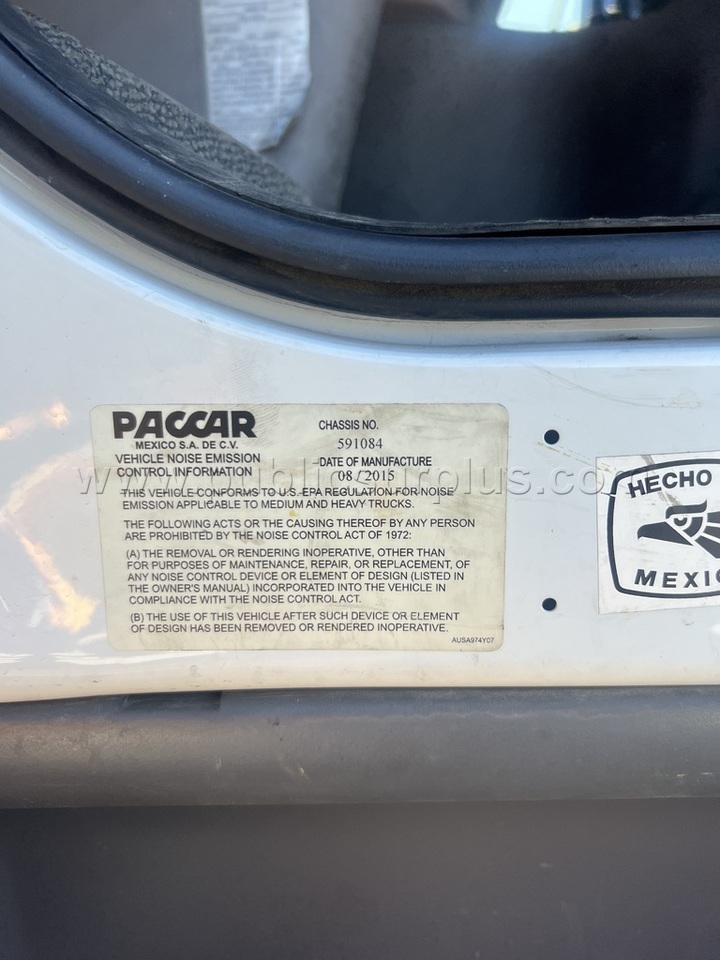 PACCAR
MEXICO S.A. DE C.V.
VEHICLE NOISE EMISSION
CONTROL INFORMATION
CHASSIS NO.
591084
DATE OF MANUFACTURE
08 2015
THIS VEHICLE CONFORMS TO U.S. EPA REGULATION FOR NOISE
EMISSION APPLICABLE TO MEDIUM AND HEAVY TRUCKS.
THE FOLLOWING ACTS OR THE CAUSING THEREOF BY ANY PERSON
ARE PROHIBITED BY THE NOISE CONTROL ACT OF 1972:
(A) THE REMOVAL OR RENDERING INOPERATIVE, OTHER THAN
FOR PURPOSES OF MAINTENANCE, REPAIR, OR REPLACEMENT, OF
ANY NOISE CONTROL DEVICE OR ELEMENT OF DESIGN (LISTED IN
THE OWNER'S MANUAL) INCORPORATED INTO THE VEHICLE IN
COMPLIANCE WITH THE NOISE CONTROL ACT.
(B) THE USE OF THIS VEHICLE AFTER SUCH DEVICE OR ELEMENT
OF DESIGN HAS BEEN REMOVED OR RENDERED INOPERATIVE.
AUSA974Y07
HECHO
MEXIC
www.publicsurplus.com